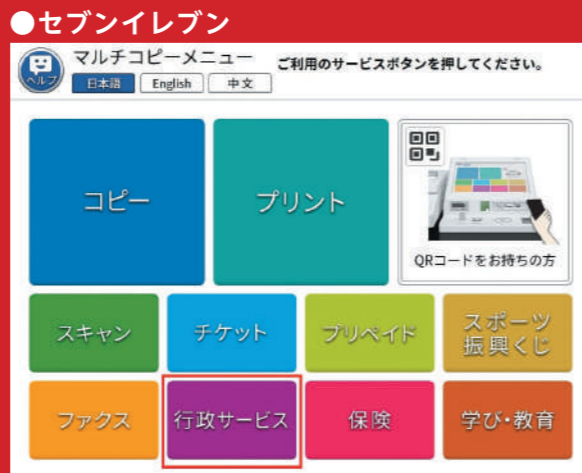 ●セブンイレブン
ヘルプ
マルチコピーメニュー
ご利用のサービスボタンを押してください。
日本語 English 中文
コピー
プリント
QRコードをお持ちの方
スキャン
チケット
プリペイド
スポーツ
振興くじ
ファクス
行政サービス
保険
学び・教育